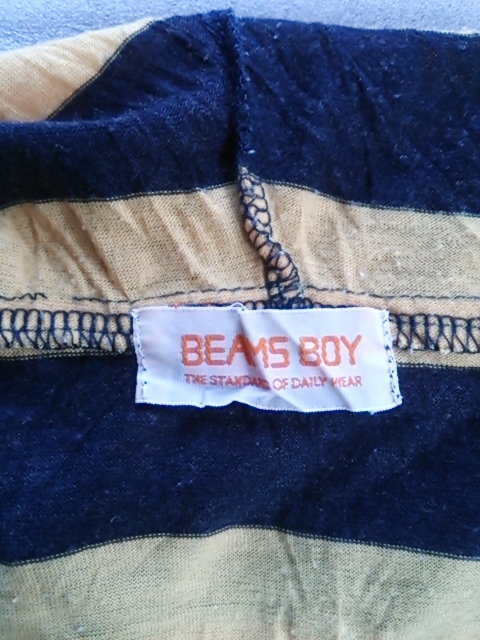 BEAMS BOY
THE STANDARD OF DAILY WEAR